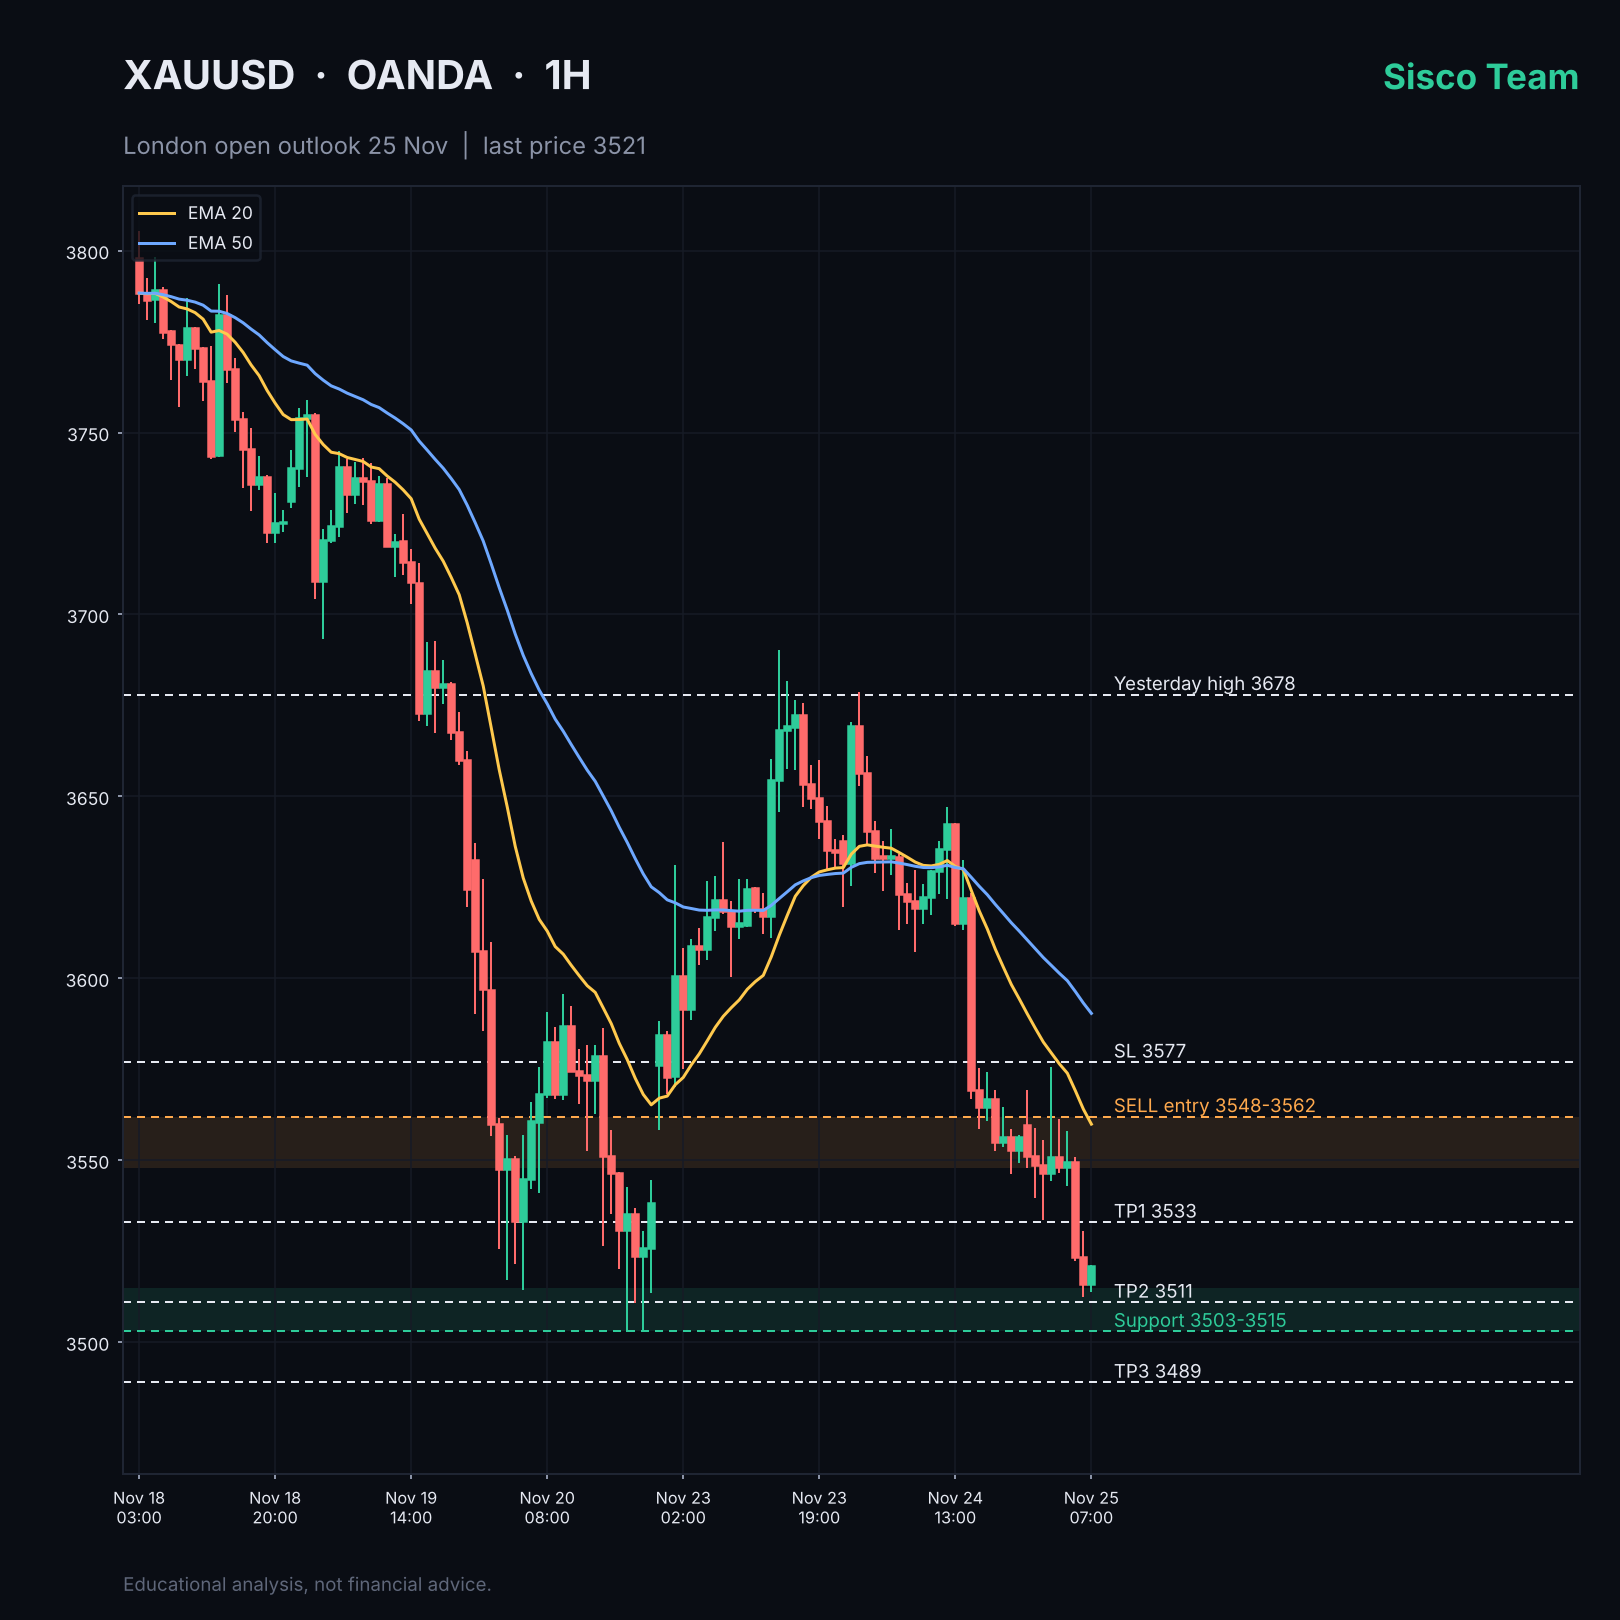 XAUUSD · OANDA · 1H
Sisco Team
London open outlook 25 Nov | last price 3521
EMA 20
EMA 50
3800
3750
3700
3650
3600
3550
3500
Yesterday high 3678
SL 3577
SELL entry 3548-3562
TP1 3533
TP2 3511
Support 3503-3515
TP3 3489
Nov 18
03:00
Nov 18
20:00
Nov 19
14:00
Nov 20
08:00
Nov 23
02:00
Nov 23
19:00
Nov 24
13:00
Nov 25
07:00
Educational analysis, not financial advice.